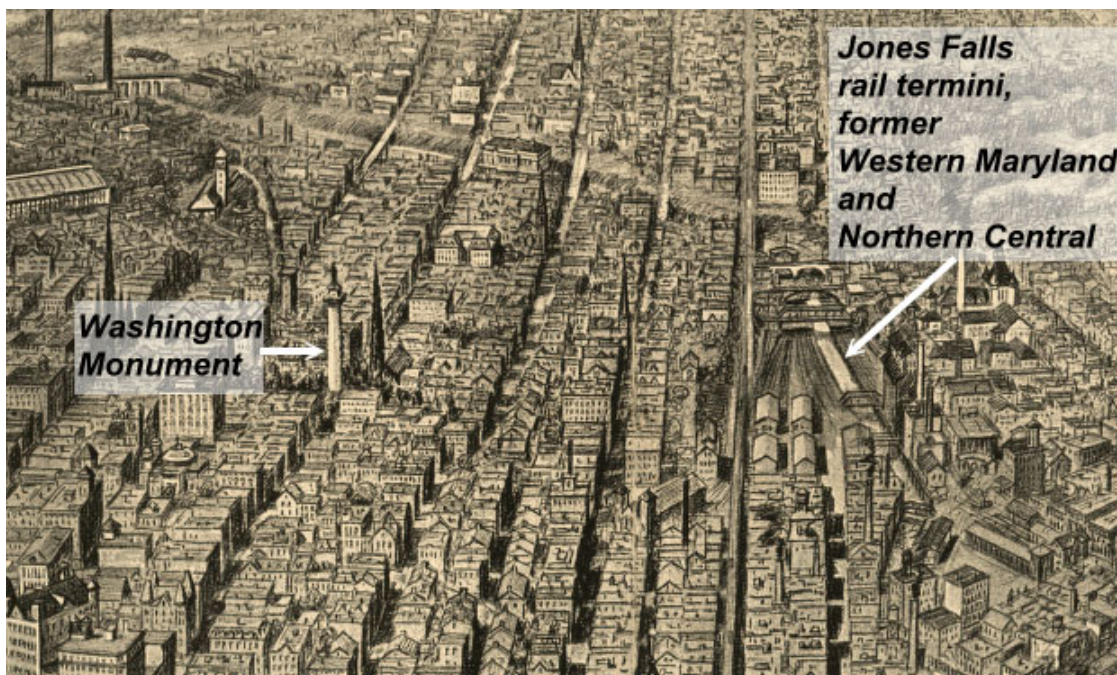 Jones Falls
rail termini,
former
Western Maryland
and
Northern Central
Washington
Monument